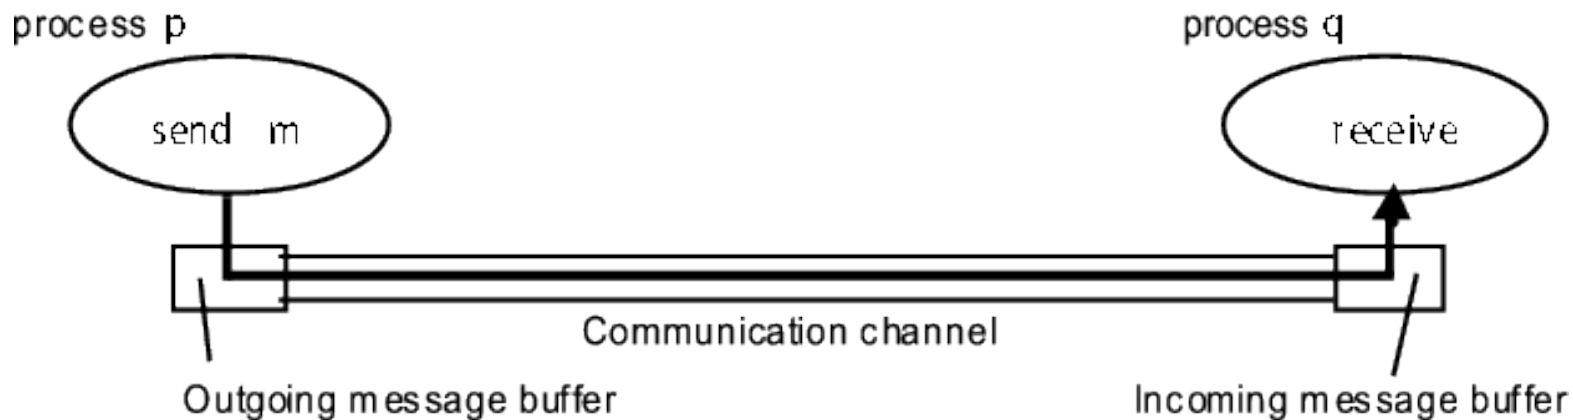 process p
process q
send m
receive
Communication channel
Outgoing message buffer
Incoming message buffer